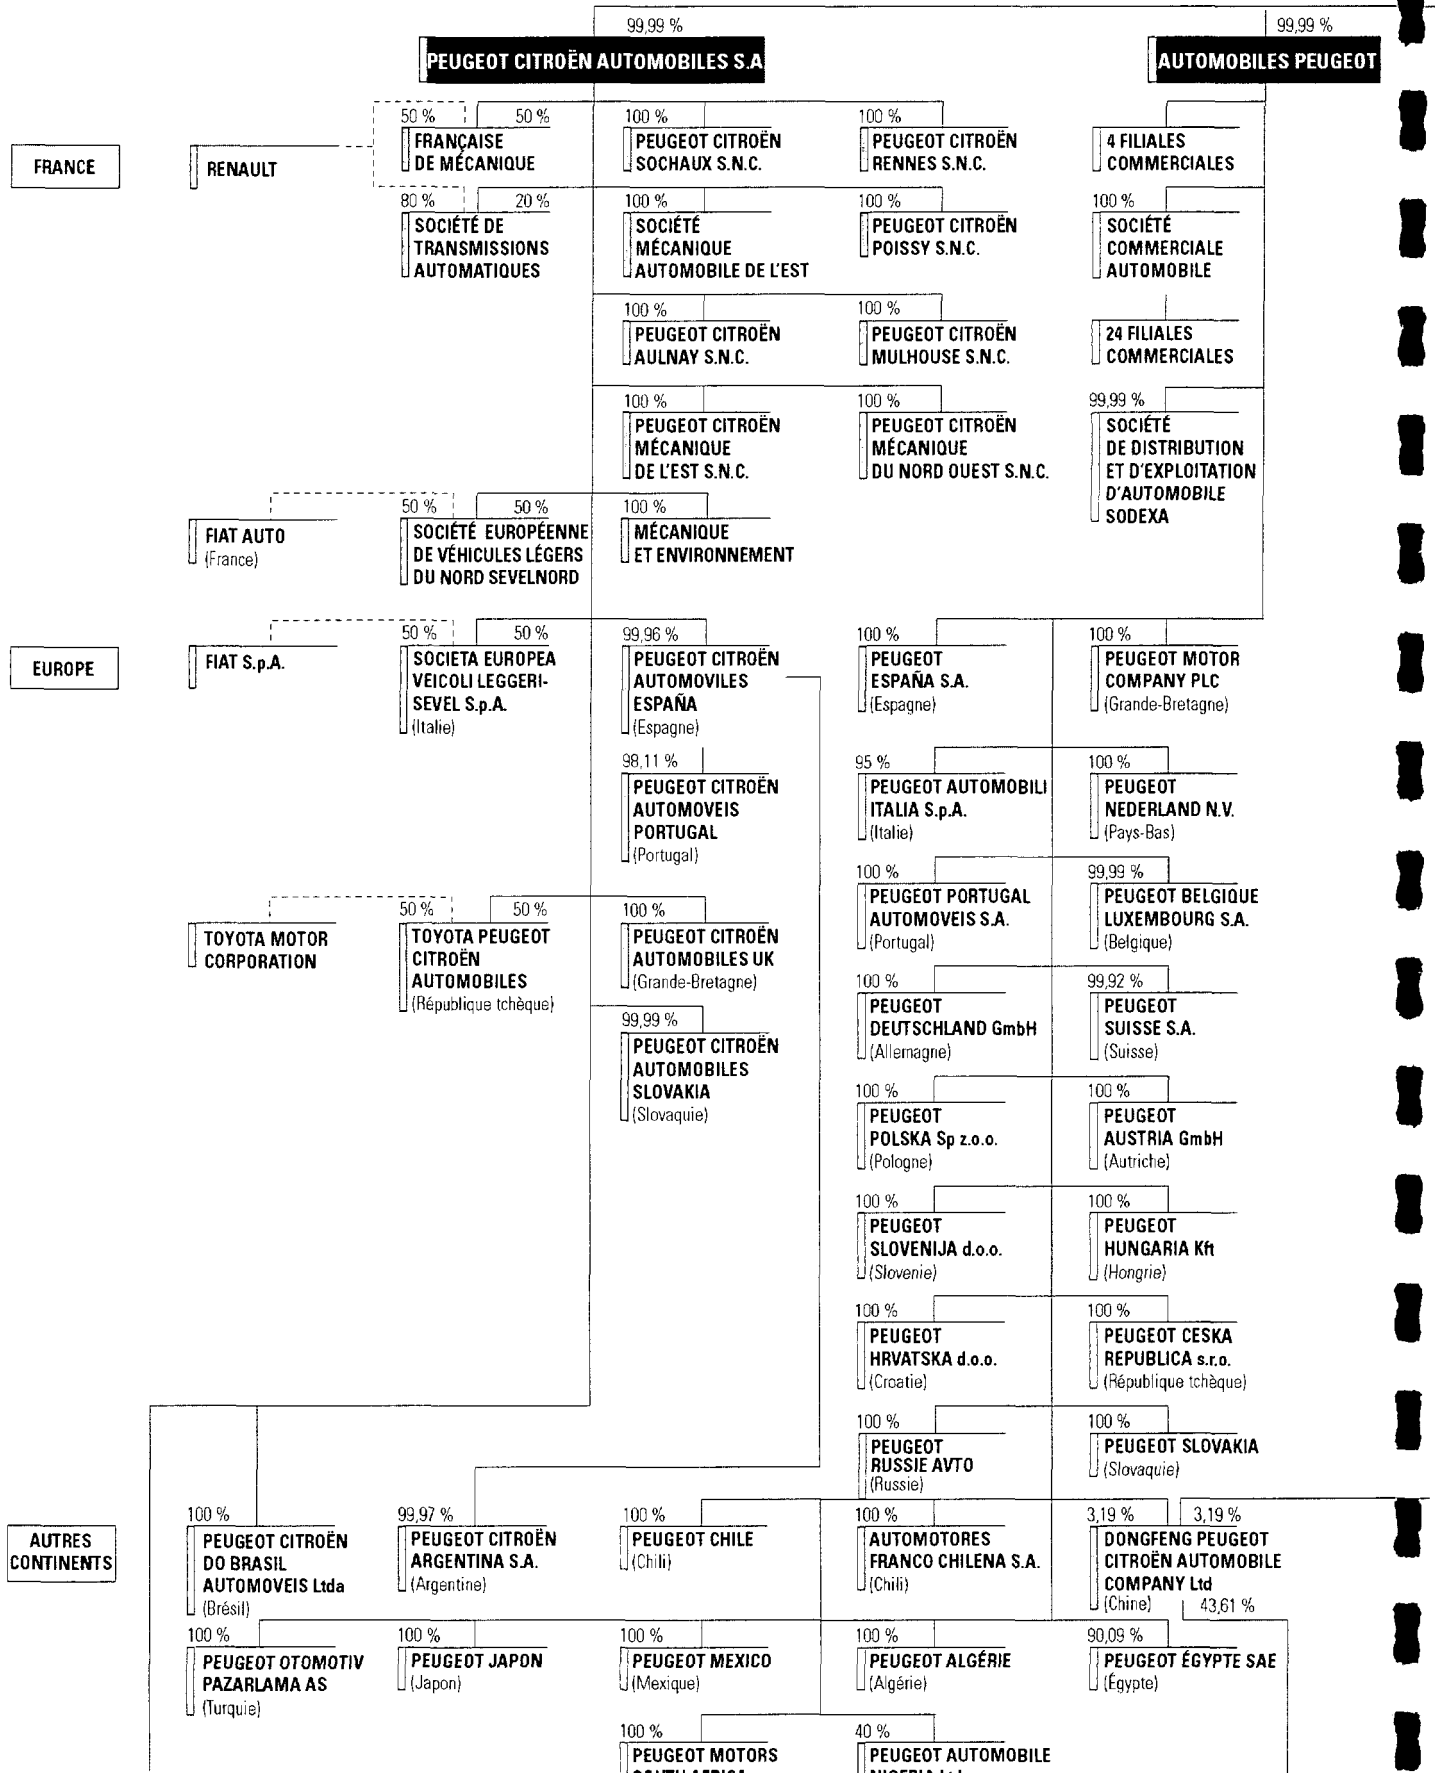 99,99 %
99,99 %
PEUGEOT CITROËN AUTOMOBILES S.A
AUTOMOBILES PEUGEOT
FRANCE
RENAULT
50 %
50 %
FRANÇAISE
DE MÉCANIQUE
100 %
PEUGEOT CITROËN
SOCHAUX S.N.C.
100 %
PEUGEOT CITROËN
RENNES S.N.C.
4 FILIALES
COMMERCIALES
80 %
20 %
SOCIÉTÉ DE
TRANSMISSIONS
AUTOMATIQUES
100 %
SOCIÉTÉ
MÉCANIQUE
AUTOMOBILE DE L'EST
100 %
PEUGEOT CITROËN
POISSY S.N.C.
100 %
SOCIÉTÉ
COMMERCIALE
AUTOMOBILE
100 %
PEUGEOT CITROËN
AULNAY S.N.C.
100 %
PEUGEOT CITROËN
MULHOUSE S.N.C.
24 FILIALES
COMMERCIALES
100 %
PEUGEOT CITROËN
MÉCANIQUE
DE L'EST S.N.C.
100 %
PEUGEOT CITROËN
MÉCANIQUE
DU NORD OUEST S.N.C.
99,99 %
SOCIÉTÉ
DE DISTRIBUTION
ET D'EXPLOITATION
D'AUTOMOBILE
SODEXA
FIAT AUTO
(France)
50 %
50 %
SOCIÉTÉ EUROPÉENNE
DE VÉHICULES LÉGERS
DU NORD SEVELNORD
100 %
MÉCANIQUE
ET ENVIRONNEMENT
EUROPE
FIAT S.p.A.
50 %
50 %
SOCIETA EUROPEA
VEICOLI LEGGERI-
SEVEL S.p.A.
(Italie)
99,96 %
PEUGEOT CITROËN
AUTOMOVILES
ESPAÑA
(Espagne)
100 %
PEUGEOT
ESPAÑA S.A.
(Espagne)
100 %
PEUGEOT MOTOR
COMPANY PLC
(Grande-Bretagne)
98,11 %
PEUGEOT CITROËN
AUTOMOVEIS
PORTUGAL
(Portugal)
95 %
PEUGEOT AUTOMOBILI
ITALIA S.p.A.
(Italie)
100 %
PEUGEOT
NEDERLAND N.V.
(Pays-Bas)
100 %
PEUGEOT PORTUGAL
AUTOMOVEIS S.A.
(Portugal)
99,99 %
PEUGEOT BELGIQUE
LUXEMBOURG S.A.
(Belgique)
TOYOTA MOTOR
CORPORATION
50 %
50 %
TOYOTA PEUGEOT
CITROËN
AUTOMOBILES
(République tchèque)
100 %
PEUGEOT CITROËN
AUTOMOBILES UK
(Grande-Bretagne)
100 %
PEUGEOT
DEUTSCHLAND GmbH
(Allemagne)
99,92 %
PEUGEOT
SUISSE S.A.
(Suisse)
99,99 %
PEUGEOT CITROËN
AUTOMOBILES
SLOVAKIA
(Slovaquie)
100 %
PEUGEOT
POLSKA Sp z.o.o.
(Pologne)
100 %
PEUGEOT
AUSTRIA GmbH
(Autriche)
100 %
PEUGEOT
SLOVENIJA d.o.o.
(Slovenie)
100 %
PEUGEOT
HUNGARIA Kft
(Hongrie)
100 %
PEUGEOT
HRVATSKA d.o.o.
(Croatie)
100 %
PEUGEOT CESKA
REPUBLICA s.r.o.
(République tchèque)
100 %
PEUGEOT
RUSSIE AVTO
(Russie)
100 %
PEUGEOT SLOVAKIA
(Slovaquie)
AUTRES
CONTINENTS
100 %
PEUGEOT CITROËN
DO BRASIL
AUTOMOVEIS Ltda
(Brésil)
99,97 %
PEUGEOT CITROËN
ARGENTINA S.A.
(Argentine)
100 %
PEUGEOT CHILE
(Chili)
100 %
AUTOMOTORES
FRANCO CHILENA S.A.
(Chili)
3,19 %
3,19 %
DONGFENG PEUGEOT
CITROËN AUTOMOBILE
COMPANY Ltd
(Chine)
43,61 %
100 %
PEUGEOT OTOMOTIV
PAZARLAMA AS
(Turquie)
100 %
PEUGEOT JAPON
(Japon)
100 %
PEUGEOT MEXICO
(Mexique)
100 %
PEUGEOT ALGÉRIE
(Algérie)
90,09 %
PEUGEOT ÉGYPTE SAE
(Égypte)
100 %
PEUGEOT MOTORS
40 %
PEUGEOT AUTOMOBILE